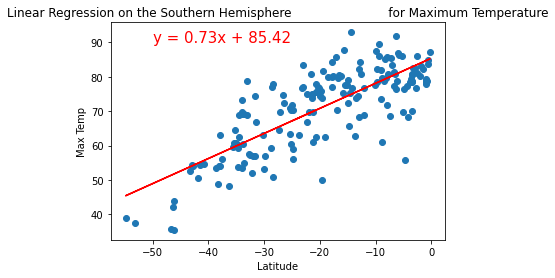 Linear Regression on the Southern Hemisphere for Maximum Temperature
y = 0.73x + 85.42
90
80
70
60
50
40
Max Temp
−50 −40 −30 −20 −10 0
Latitude